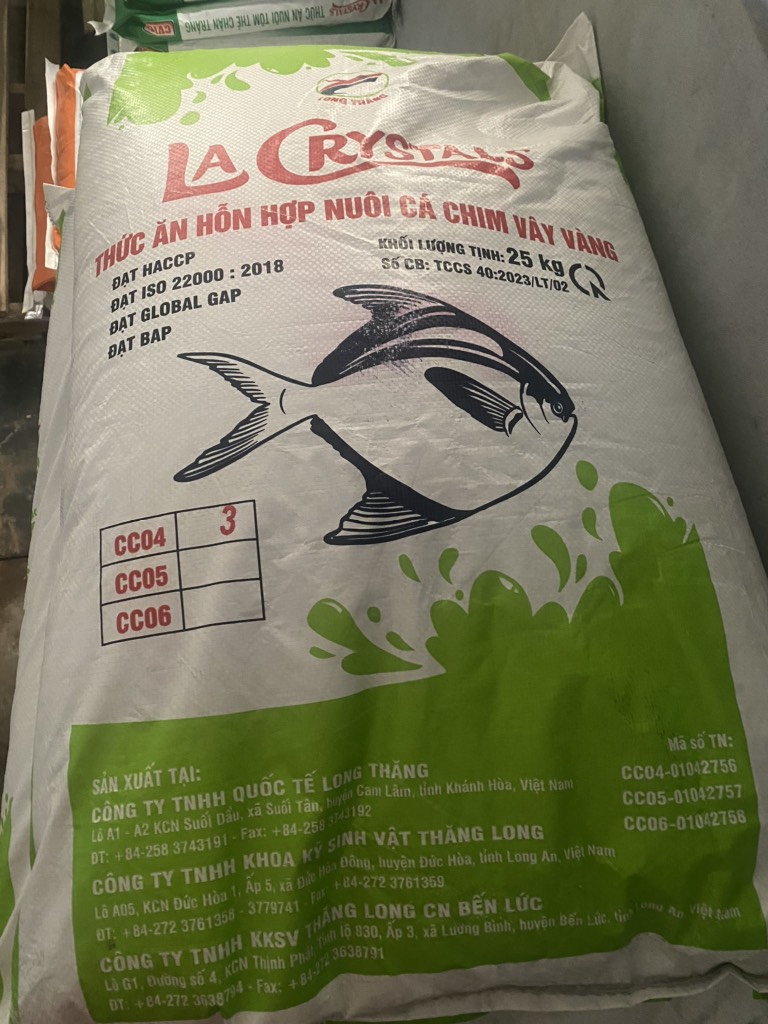 THỨC ĂN NUÔI TÔM THẺ CHÂN TRẮNG
LONG THĂNG
LA CRYSTALS
THỨC ĂN HỖN HỢP NUÔI CÁ CHIM VÂY VÀNG
ĐẠT HACCP
ĐẠT ISO 22000 : 2018
ĐẠT GLOBAL GAP
ĐẠT BAP
KHỐI LƯỢNG TỊNH: 25 kg
Số CB: TCCS 40:2023/LT/02
CC04 3
CC05
CC06
SẢN XUẤT TẠI:
CÔNG TY TNHH QUỐC TẾ LONG THĂNG
Lô A1 - A2 KCN Suối Dầu, xã Suối Tân, huyện Cam Lâm, tỉnh Khánh Hòa, Việt Nam
ĐT: +84-258 3743191 - Fax: +84-258 3743192
CÔNG TY TNHH KHOA KỸ SINH VẬT THĂNG LONG
Lô A05, KCN Đức Hòa 1, Ấp 5, xã Đức Hòa Đông, huyện Đức Hòa, tỉnh Long An, Việt Nam
ĐT: +84-272 3761358 - 3779741 - Fax: +84-272 3761359
CÔNG TY TNHH KKSV THĂNG LONG CN BẾN LỨC
Lô G1, Đường số 4, KCN Thịnh Phát, Tỉnh lộ 830, Ấp 3, xã Lương Bình, huyện Bến Lức, tỉnh Long An, Việt Nam
ĐT: +84-272 3638794 - Fax: +84-272 3638791
Mã số TN:
CC04-01042756
CC05-01042757
CC06-01042758